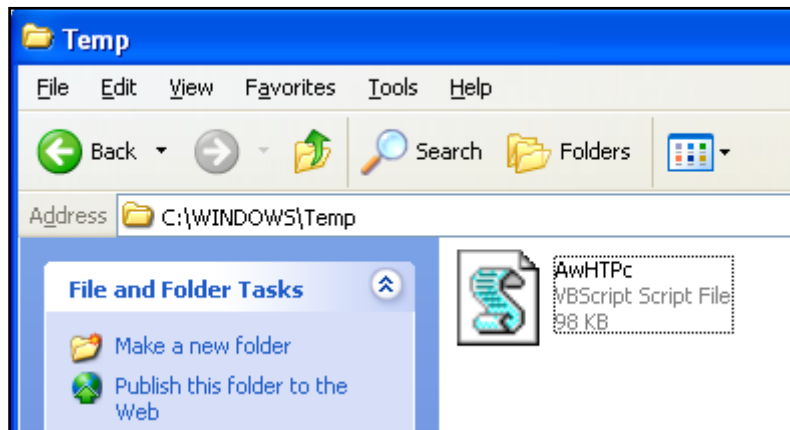 Temp
File Edit View Favorites Tools Help
Back Search Folders
Address C:\WINDOWS\Temp
File and Folder Tasks
Make a new folder
Publish this folder to the
Web
AwHTPc
VBScript Script File
98 KB